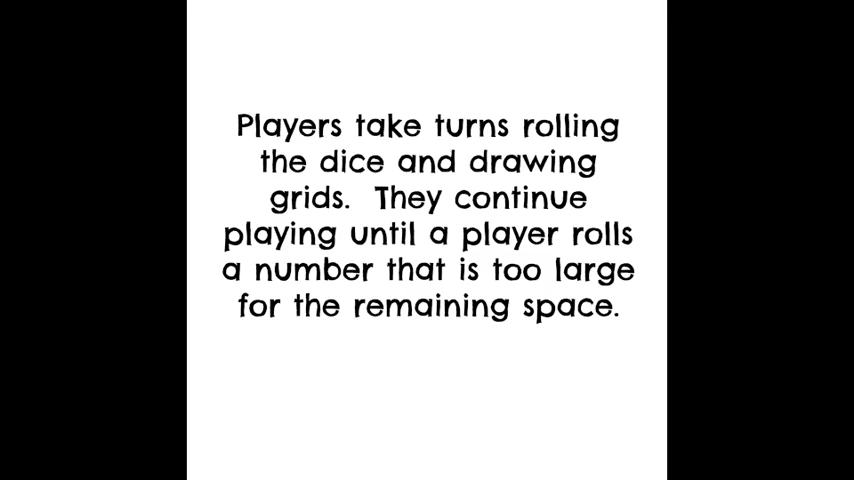 Players take turns rolling
the dice and drawing
grids.  They continue
playing until a player rolls
a number that is too large
for the remaining space.